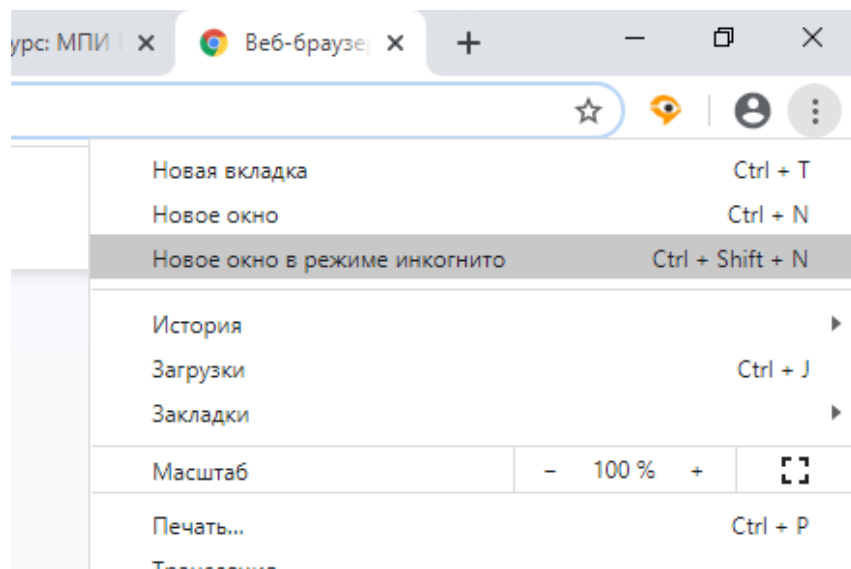 урс: МПИ Веб-браузе
Новая вкладка Ctrl + T
Новое окно Ctrl + N
Новое окно в режиме инкогнито Ctrl + Shift + N
История
Загрузки Ctrl + J
Закладки
Масштаб - 100 % +
Печать... Ctrl + P